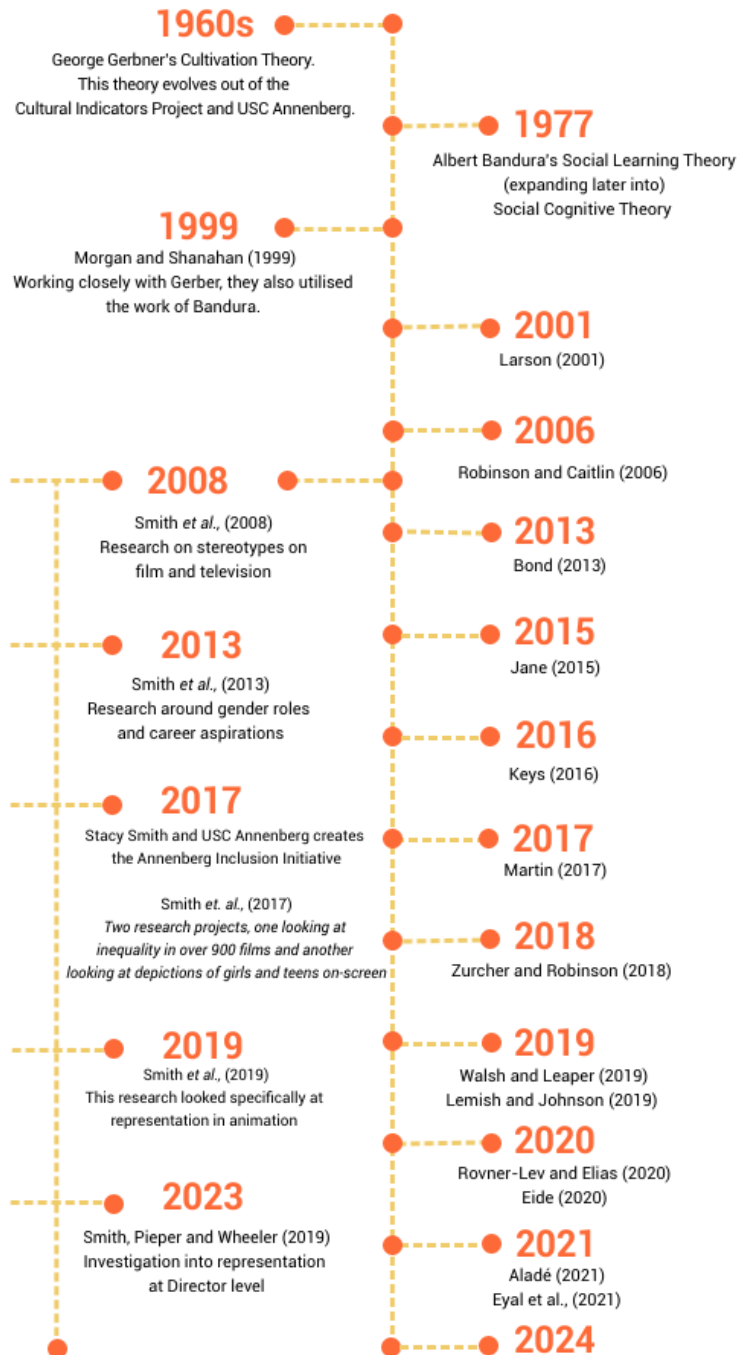 1960s
George Gerbner's Cultivation Theory.
This theory evolves out of the
Cultural Indicators Project and USC Annenberg.
1977
Albert Bandura's Social Learning Theory
(expanding later into)
Social Cognitive Theory
1999
Morgan and Shanahan (1999)
Working closely with Gerber, they also utilised
the work of Bandura.
2001
Larson (2001)
2006
Robinson and Caitlin (2006)
2008
Smith et al., (2008)
Research on stereotypes on
film and television
2013
Bond (2013)
2013
Smith et al., (2013)
Research around gender roles
and career aspirations
2015
Jane (2015)
2016
Keys (2016)
2017
Stacy Smith and USC Annenberg creates
the Annenberg Inclusion Initiative
Smith et. al., (2017)
Two research projects, one looking at
inequality in over 900 films and another
looking at depictions of girls and teens on-screen
2017
Martin (2017)
2018
Zurcher and Robinson (2018)
2019
Smith et al., (2019)
This research looked specifically at
representation in animation
2019
Walsh and Leaper (2019)
Lemish and Johnson (2019)
2020
Rovner-Lev and Elias (2020)
Eide (2020)
2023
Smith, Pieper and Wheeler (2019)
Investigation into representation
at Director level
2021
Aladé (2021)
Eyal et al., (2021)
2024